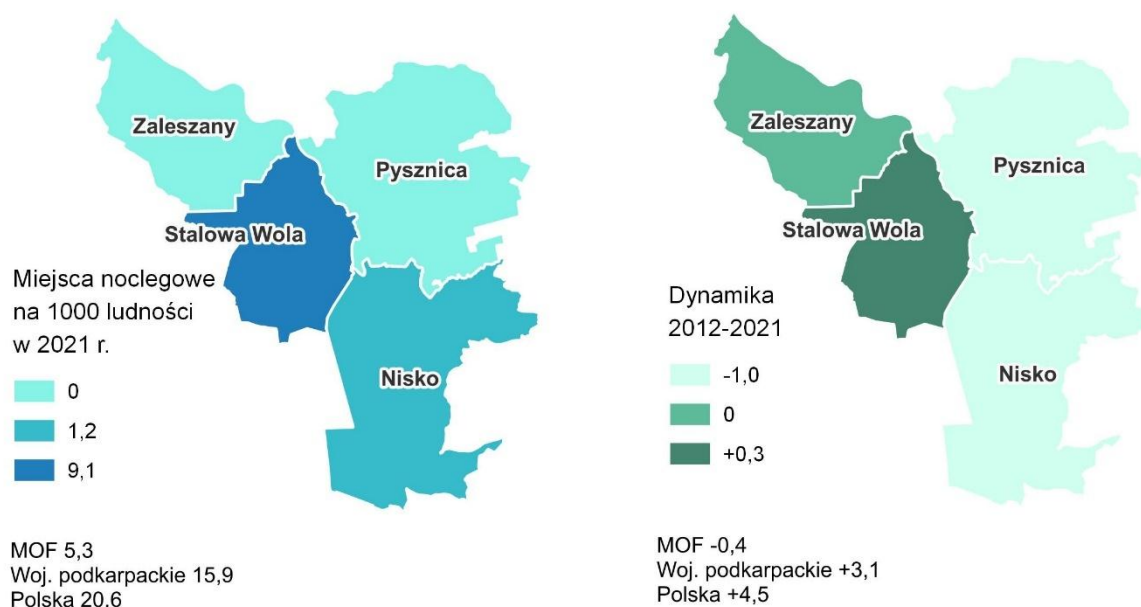 Zaleszany
Pysznica
Stalowa Wola
Miejsca noclegowe
na 1000 ludności
w 2021 r.
Nisko
0
1,2
9,1
MOF 5,3
Woj. podkarpackie 15,9
Polska 20,6
Zaleszany
Pysznica
Stalowa Wola
Dynamika
2012-2021
Nisko
-1,0
0
+0,3
MOF -0,4
Woj. podkarpackie +3,1
Polska +4,5